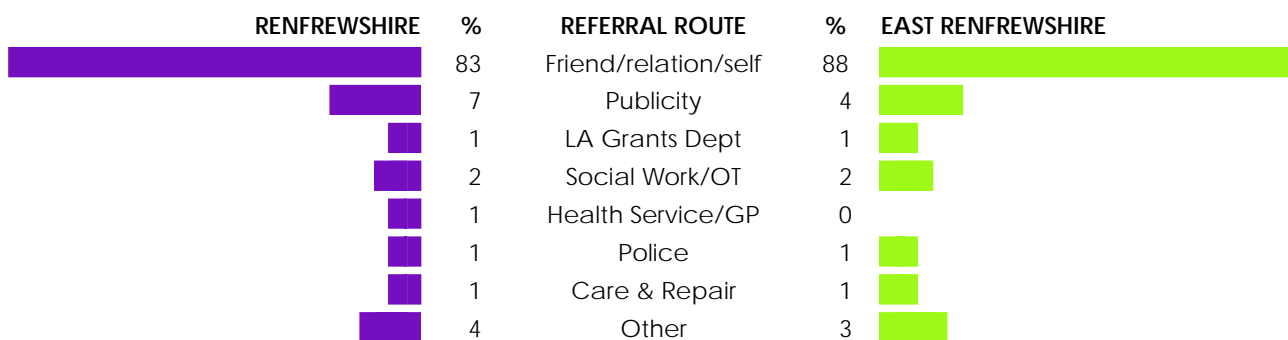 RENFREWSHIRE % REFERRAL ROUTE % EAST RENFREWSHIRE
83 Friend/relation/self 88
7 Publicity 4
1 LA Grants Dept 1
2 Social Work/OT 2
1 Health Service/GP 0
1 Police 1
1 Care & Repair 1
4 Other 3